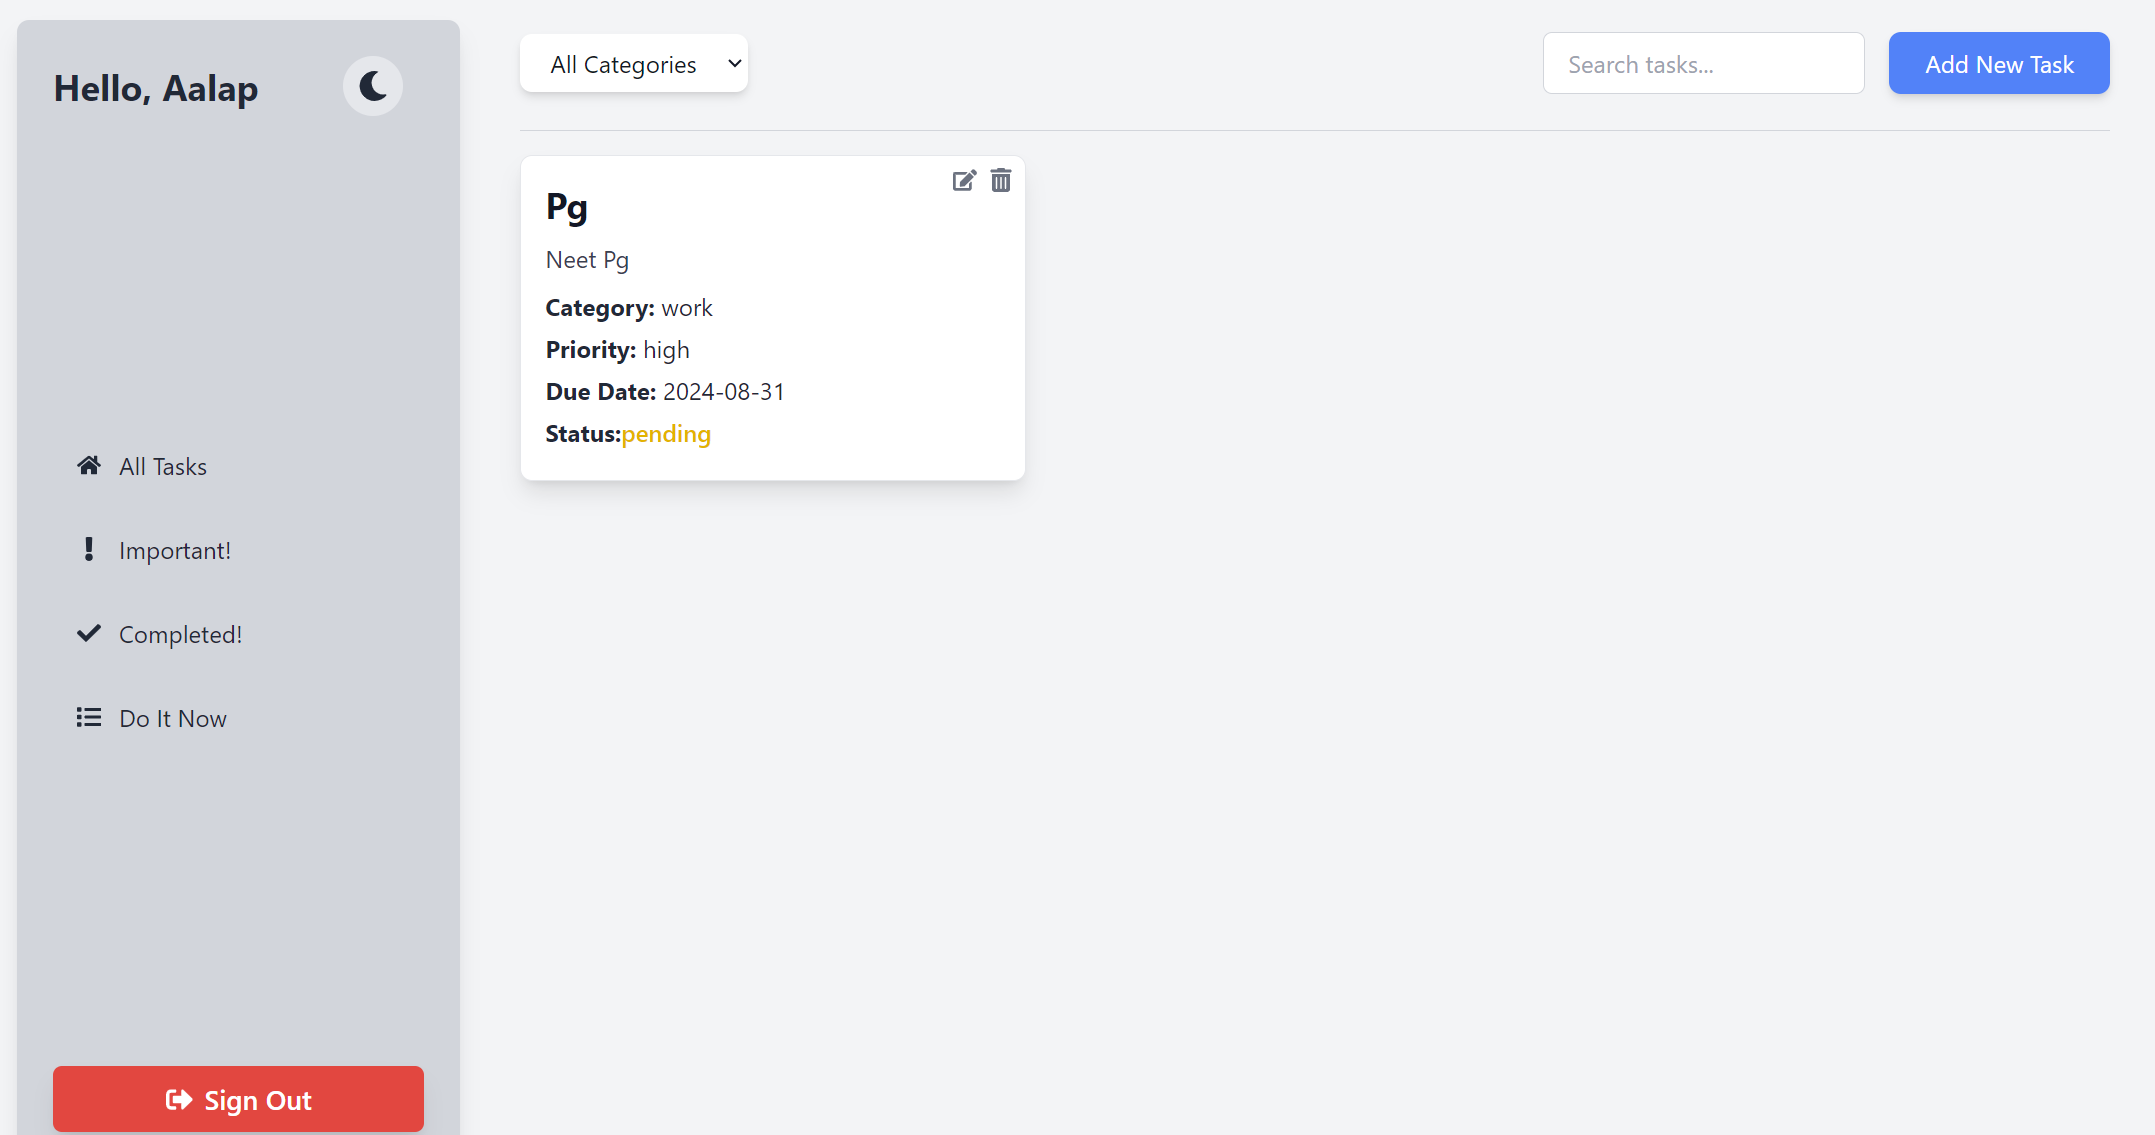 Hello, Aalap
All Tasks
Important!
Completed!
Do It Now
Sign Out
All Categories
Search tasks...
Add New Task
Pg
Neet Pg
Category: work
Priority: high
Due Date: 2024-08-31
Status:pending